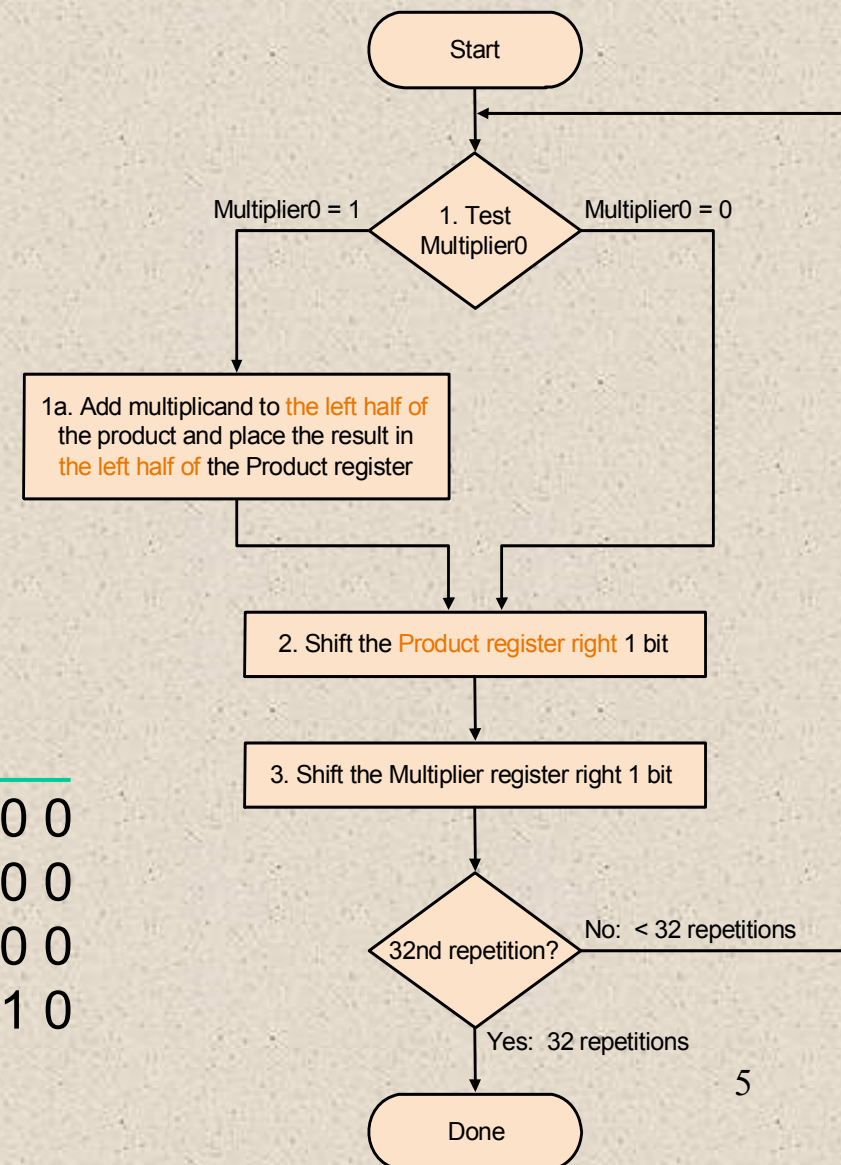 Start
Multiplier0 = 1
1. Test
Multiplier0
Multiplier0 = 0
1a. Add multiplicand to the left half of
the product and place the result in
the left half of the Product register
2. Shift the Product register right 1 bit
3. Shift the Multiplier register right 1 bit
0 0
0 0
0 0
1 0
32nd repetition?
No: < 32 repetitions
Yes: 32 repetitions
5
Done